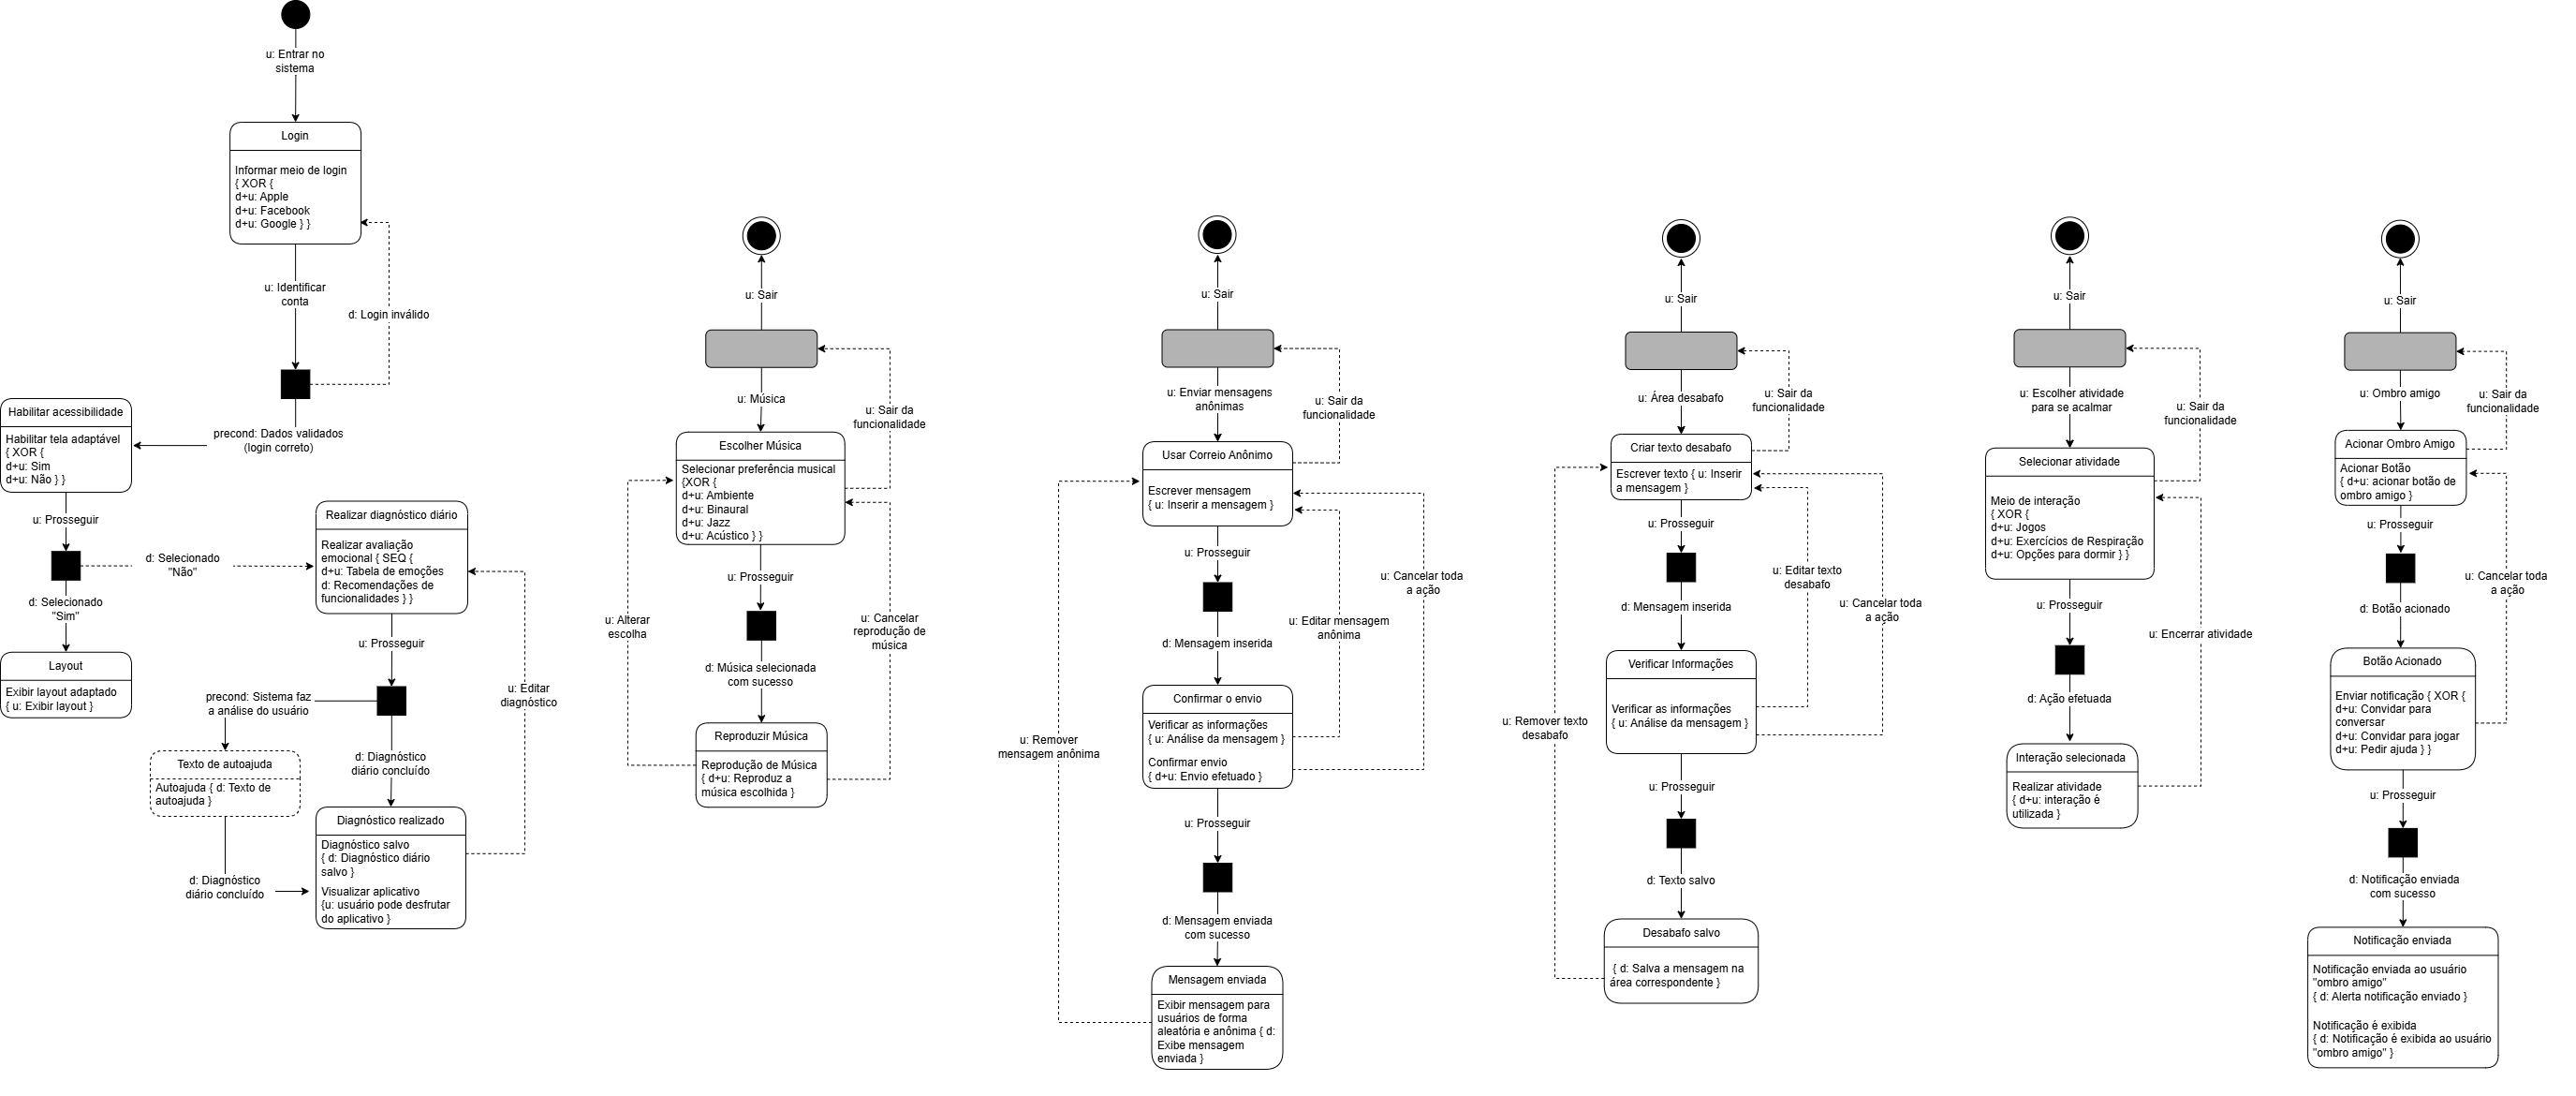 u: Entrar no
sistema
Login
Informar meio de login
{ XOR {
d+u: Apple
d+u: Facebook
d+u: Google } }
u: Identificar
conta
d: Login inválido
precond: Dados validados
(login correto)
Habilitar acessibilidade
Habilitar tela adaptável
{ XOR {
d+u: Sim
d+u: Não } }
u: Prosseguir
d: Selecionado
"Não"
d: Selecionado
"Sim"
Layout
Exibir layout adaptado
{ u: Exibir layout }
Realizar diagnóstico diário
Realizar avaliação
emocional { SEQ {
d+u: Tabela de emoções
d: Recomendações de
funcionalidades } }
u: Prosseguir
precond: Sistema faz
a análise do usuário
u: Editar
diagnóstico
d: Diagnóstico
diário concluído
Texto de autoajuda
Autoajuda { d: Texto de
autoajuda }
d: Diagnóstico
diário concluído
Diagnóstico realizado
Diagnóstico salvo
{ d: Diagnóstico diário
salvo }
Visualizar aplicativo
{u: usuário pode desfrutar
do aplicativo }
u: Sair
u: Música
u: Sair da
funcionalidade
Escolher Música
Selecionar preferência musical
{XOR {
d+u: Ambiente
d+u: Binaural
d+u: Jazz
d+u: Acústico } }
u: Prosseguir
u: Alterar
escolha
u: Cancelar
reprodução de
música
d: Música selecionada
com sucesso
Reproduzir Música
Reprodução de Música
{ d+u: Reproduz a
música escolhida }
u: Sair
u: Enviar mensagens
anônimas
u: Sair da
funcionalidade
Usar Correio Anônimo
Escrever mensagem
{ u: Inserir a mensagem }
u: Prosseguir
u: Cancelar toda
a ação
u: Editar mensagem
anônima
d: Mensagem inserida
Confirmar o envio
Verificar as informações
{ u: Análise da mensagem }
Confirmar envio
{ d+u: Envio efetuado }
u: Remover
mensagem anônima
u: Prosseguir
d: Mensagem enviada
com sucesso
Mensagem enviada
Exibir mensagem para
usuários de forma
aleatória e anônima { d:
Exibe mensagem
enviada }
u: Sair
u: Área desabafo
u: Sair da
funcionalidade
Criar texto desabafo
Escrever texto { u: Inserir
a mensagem }
u: Prosseguir
u: Editar texto
desabafo
u: Cancelar toda
a ação
d: Mensagem inserida
Verificar Informações
Verificar as informações
{ u: Análise da mensagem }
u: Remover texto
desabafo
u: Prosseguir
d: Texto salvo
Desabafo salvo
{ d: Salva a mensagem na
área correspondente }
u: Sair
u: Escolher atividade
para se acalmar
u: Sair da
funcionalidade
Selecionar atividade
Meio de interação
{ XOR {
d+u: Jogos
d+u: Exercícios de Respiração
d+u: Opções para dormir } }
u: Prosseguir
u: Encerrar atividade
d: Ação efetuada
Interação selecionada
Realizar atividade
{ d+u: interação é
utilizada }
u: Sair
u: Ombro amigo
u: Sair da
funcionalidade
Acionar Ombro Amigo
Acionar Botão
{ d+u: acionar botão de
ombro amigo }
u: Prosseguir
u: Cancelar toda
a ação
d: Botão acionado
Botão Acionado
Enviar notificação { XOR {
d+u: Convidar para
conversar
d+u: Convidar para jogar
d+u: Pedir ajuda } }
u: Prosseguir
d: Notificação enviada
com sucesso
Notificação enviada
Notificação enviada ao usuário
"ombro amigo"
{ d: Alerta notificação enviado }
Notificação é exibida
{ d: Notificação é exibida ao usuário
"ombro amigo" }